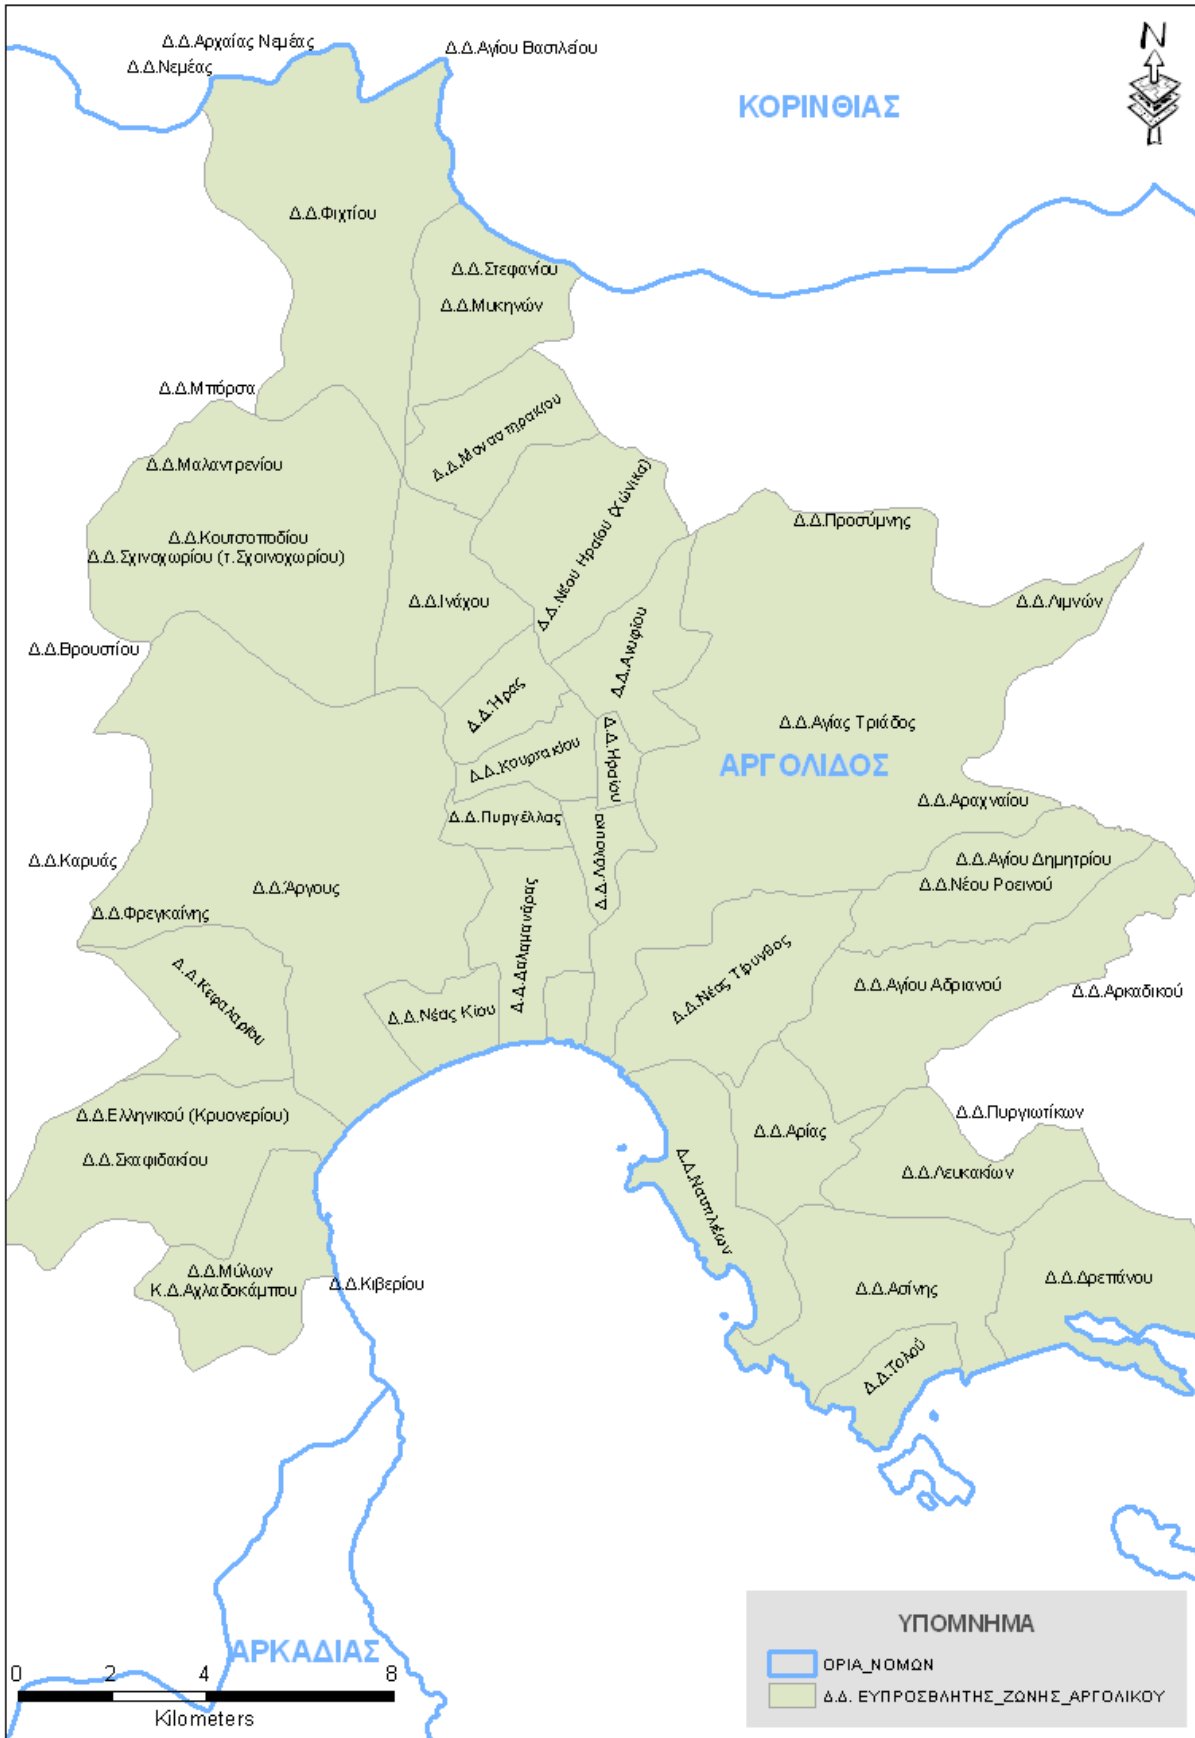 Δ.Δ.Αρχαίας Νεμέας
Δ.Δ.Αγίου Βασιλείου
Δ.Δ.Νεμέας
N
ΚΟΡΙΝΘΙΑΣ
Δ.Δ.Φιχτίου
Δ.Δ.Στεφανίου
Δ.Δ.Μυκηνών
Δ.Δ.Μπόρσα
Δ.Δ.Μοναστηρακίου
Δ.Δ.Μαλαντρενίου
Δ.Δ.Προσύμνης
Δ.Δ.Κουτσοποδίου
Δ.Δ.Σχινοχωρίου (τ.Σχοινοχωρίου)
Δ.Δ.Νέου Ηραίου (Χώνικα)
Δ.Δ.Ινάχου
Δ.Δ.Λιμνών
Δ.Δ.Βρουστίου
Δ.Δ.Ανυφίου
Δ.Δ.Ήρας
Δ.Δ.Αγίας Τριάδος
Δ.Δ.Κουρτακίου
Δ.Δ.Ηραίου
ΑΡΓΟΛΙΔΟΣ
Δ.Δ.Αραχναίου
Δ.Δ.Πυργέλλας
Δ.Δ.Καρυάς
Δ.Δ.Άργους
Δ.Δ.Αγίου Δημητρίου
Δ.Δ.Νέου Ροεινού
Δ.Δ.Φρεγκαίνης
Δ.Δ.Δαλαμανάρας
Δ.Δ.Κεφαλαρίου
Δ.Δ.Νέας Τίρυνθος
Δ.Δ.Αγίου Αδριανού
Δ.Δ.Αρκαδικού
Δ.Δ.Νέας Κίου
Δ.Δ.Ελληνικού (Κρυονερίου)
Δ.Δ.Πυργιωτίκων
Δ.Δ.Αρίας
Δ.Δ.Σκαφιδακίου
Δ.Δ.Λευκακίων
Δ.Δ.Ναυπλιέων
Δ.Δ.Μύλων
Κ.Δ.Αχλαδοκάμπου
Δ.Δ.Κιβερίου
Δ.Δ.Ασίνης
Δ.Δ.Δρεπάνου
Δ.Δ.Τολού
ΑΡΚΑΔΙΑΣ
0 2 4 8
Kilometers
ΥΠΟΜΝΗΜΑ
ΟΡΙΑ_ΝΟΜΩΝ
Δ.Δ. ΕΥΠΡΟΣΒΛΗΤΗΣ_ΖΩΝΗΣ_ΑΡΓΟΛΙΚΟΥ